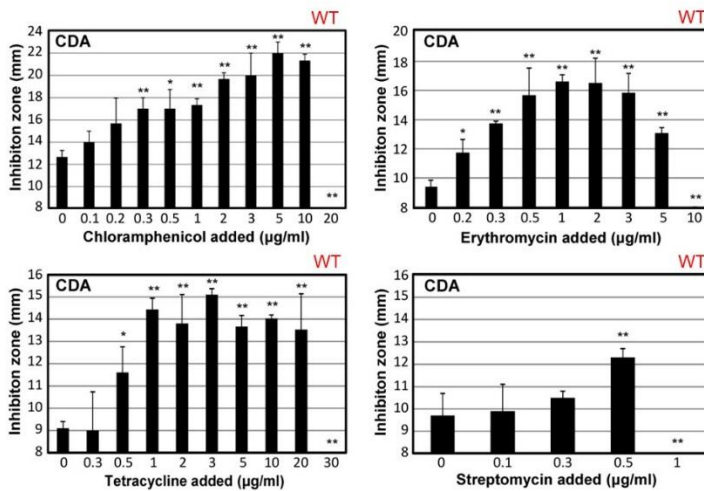 WT
CDA
24
22
20
18
16
14
12
10
8
Inhibiton zone (mm)
** * ** ** ** ** ** **
0 0.1 0.2 0.3 0.5 1 2 3 5 10 20
Chloramphenicol added (µg/ml)
WT
CDA
20
18
16
14
12
10
8
Inhibiton zone (mm)
* ** ** ** ** ** ** **
0 0.2 0.3 0.5 1 2 3 5 10
Erythromycin added (µg/ml)
WT
CDA
16
15
14
13
12
11
10
9
8
Inhibiton zone (mm)
* ** ** ** ** ** ** **
0 0.3 0.5 1 2 3 5 10 20 30
Tetracycline added (µg/ml)
WT
CDA
16
15
14
13
12
11
10
9
8
Inhibiton zone (mm)
** **
0 0.1 0.3 0.5 1
Streptomycin added (µg/ml)